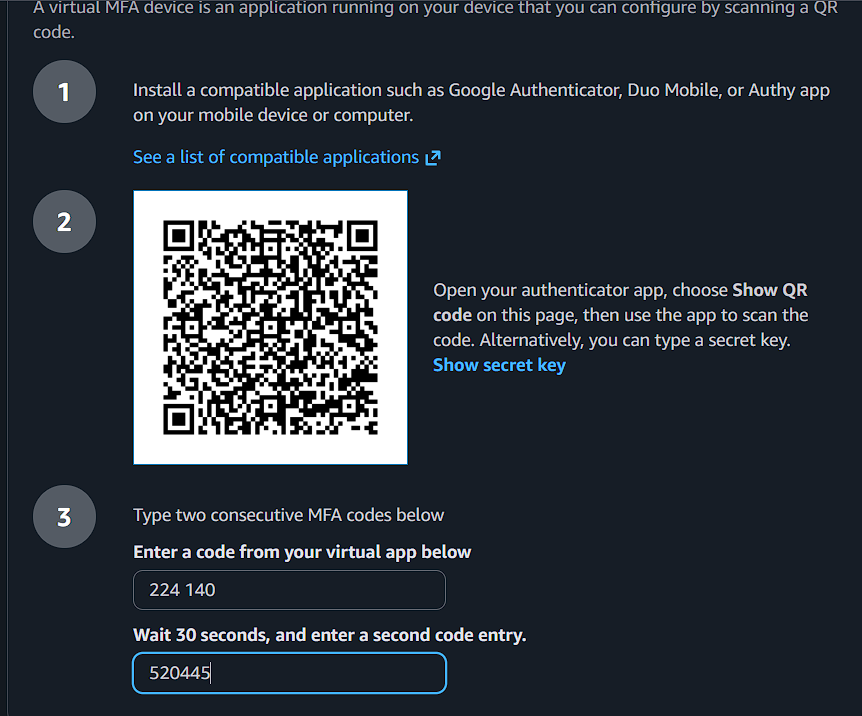 A virtual MFA device is an application running on your device that you can configure by scanning a QR
code.
1
Install a compatible application such as Google Authenticator, Duo Mobile, or Authy app
on your mobile device or computer.
See a list of compatible applications
2
Open your authenticator app, choose Show QR
code on this page, then use the app to scan the
code. Alternatively, you can type a secret key.
Show secret key
3
Type two consecutive MFA codes below
Enter a code from your virtual app below
224 140
Wait 30 seconds, and enter a second code entry.
520445